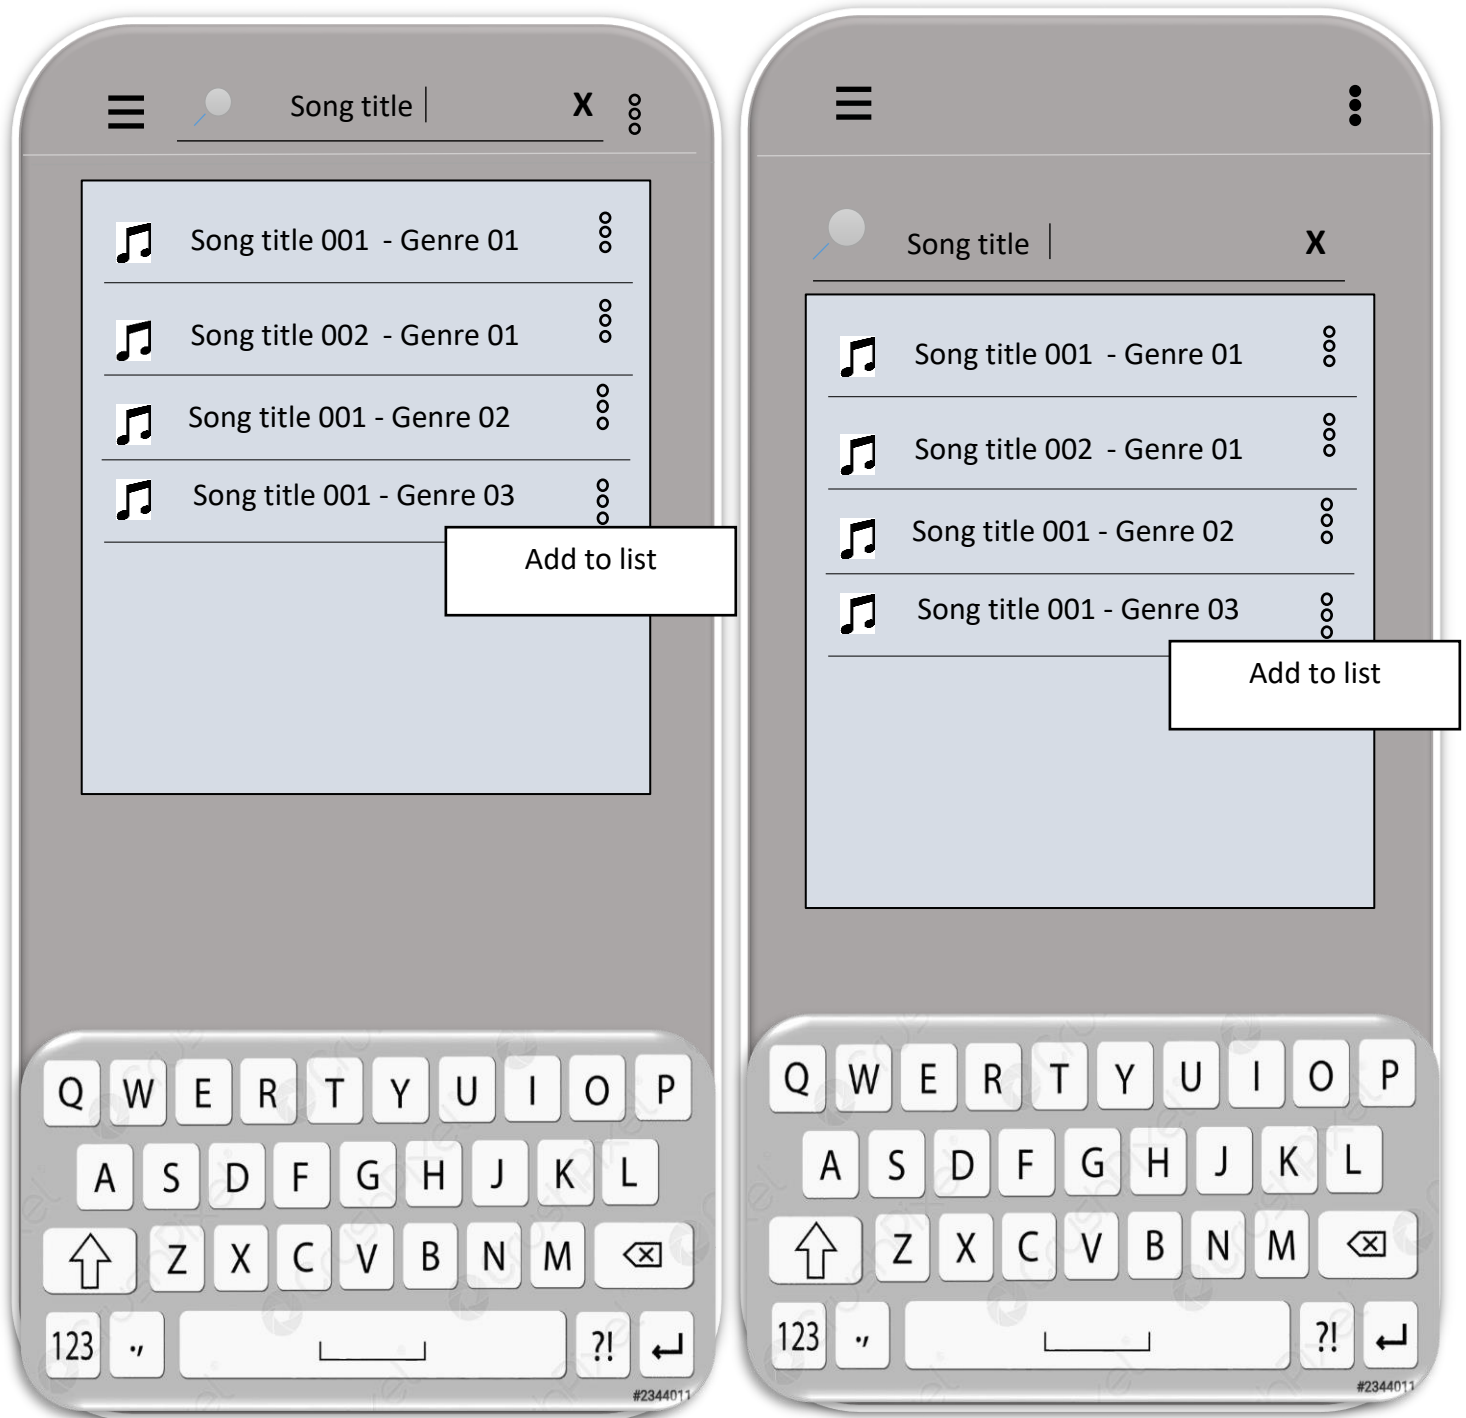 Song title
X
Song title 001 - Genre 01
Song title 002 - Genre 01
Song title 001 - Genre 02
Song title 001 - Genre 03
Add to list
Q W E R T Y U I O P
A S D F G H J K L
Z X C V B N M
123 ., ?!
#2344011
Song title
X
Song title 001 - Genre 01
Song title 002 - Genre 01
Song title 001 - Genre 02
Song title 001 - Genre 03
Add to list
Q W E R T Y U I O P
A S D F G H J K L
Z X C V B N M
123 ., ?!
#2344011